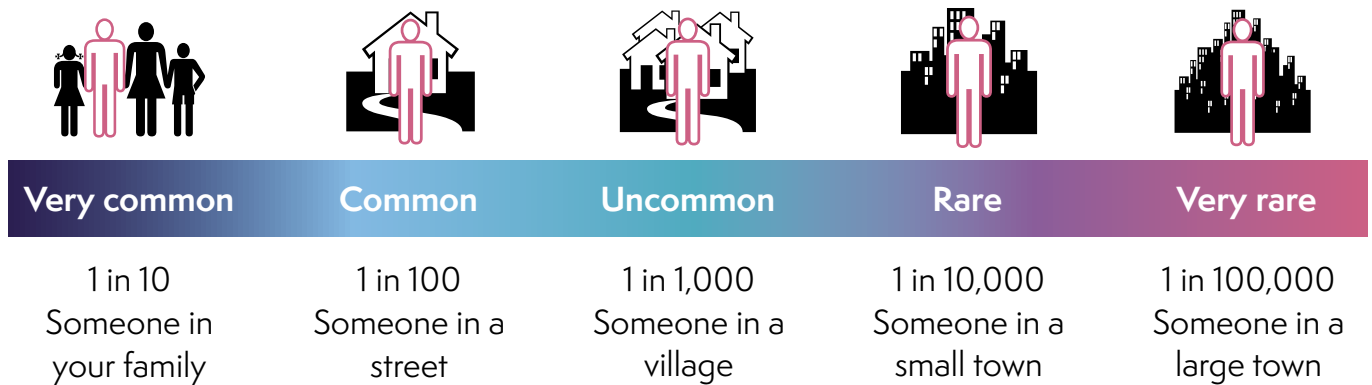 Very common
Common
Uncommon
Rare
Very rare
1 in 10
Someone in
your family
1 in 100
Someone in a
street
1 in 1,000
Someone in a
village
1 in 10,000
Someone in a
small town
1 in 100,000
Someone in a
large town